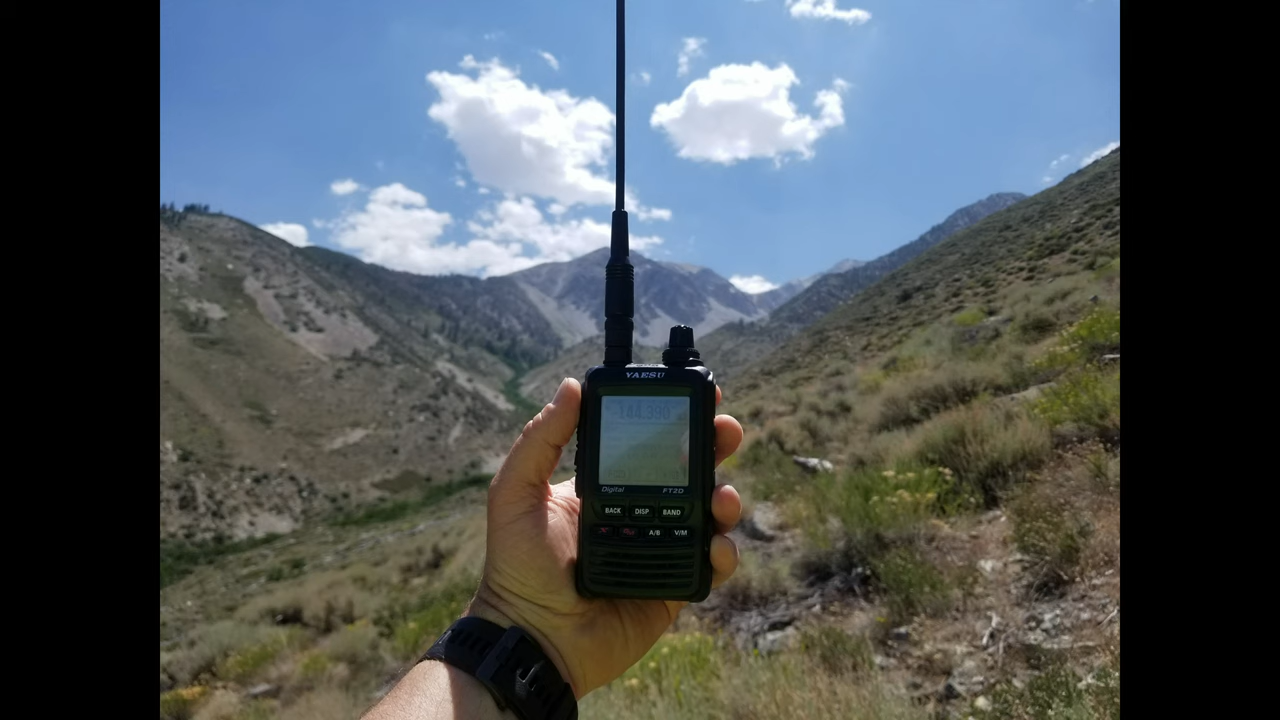 YAESU
144.390
Digital FT2D
BACK DISP BAND
A/B V/M